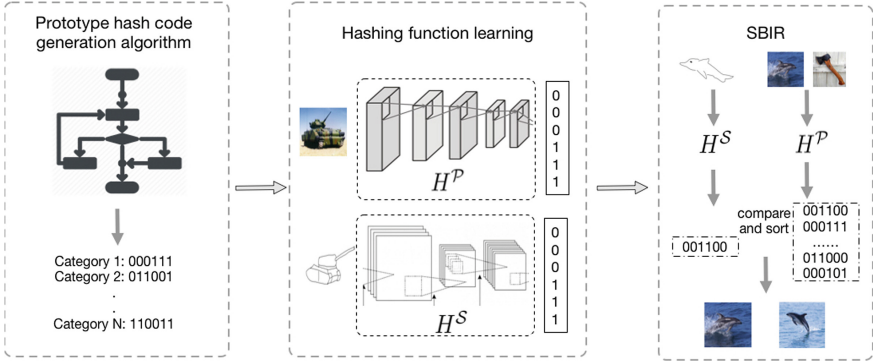 Prototype hash code
generation algorithm
Category 1: 000111
Category 2: 011001
.
.
Category N: 110011
Hashing function learning
H^P
0
0
0
1
1
1
H^S
0
0
0
1
1
1
SBIR
H^S
H^P
001100
compare
and sort
001100
000111
......
011000
000101